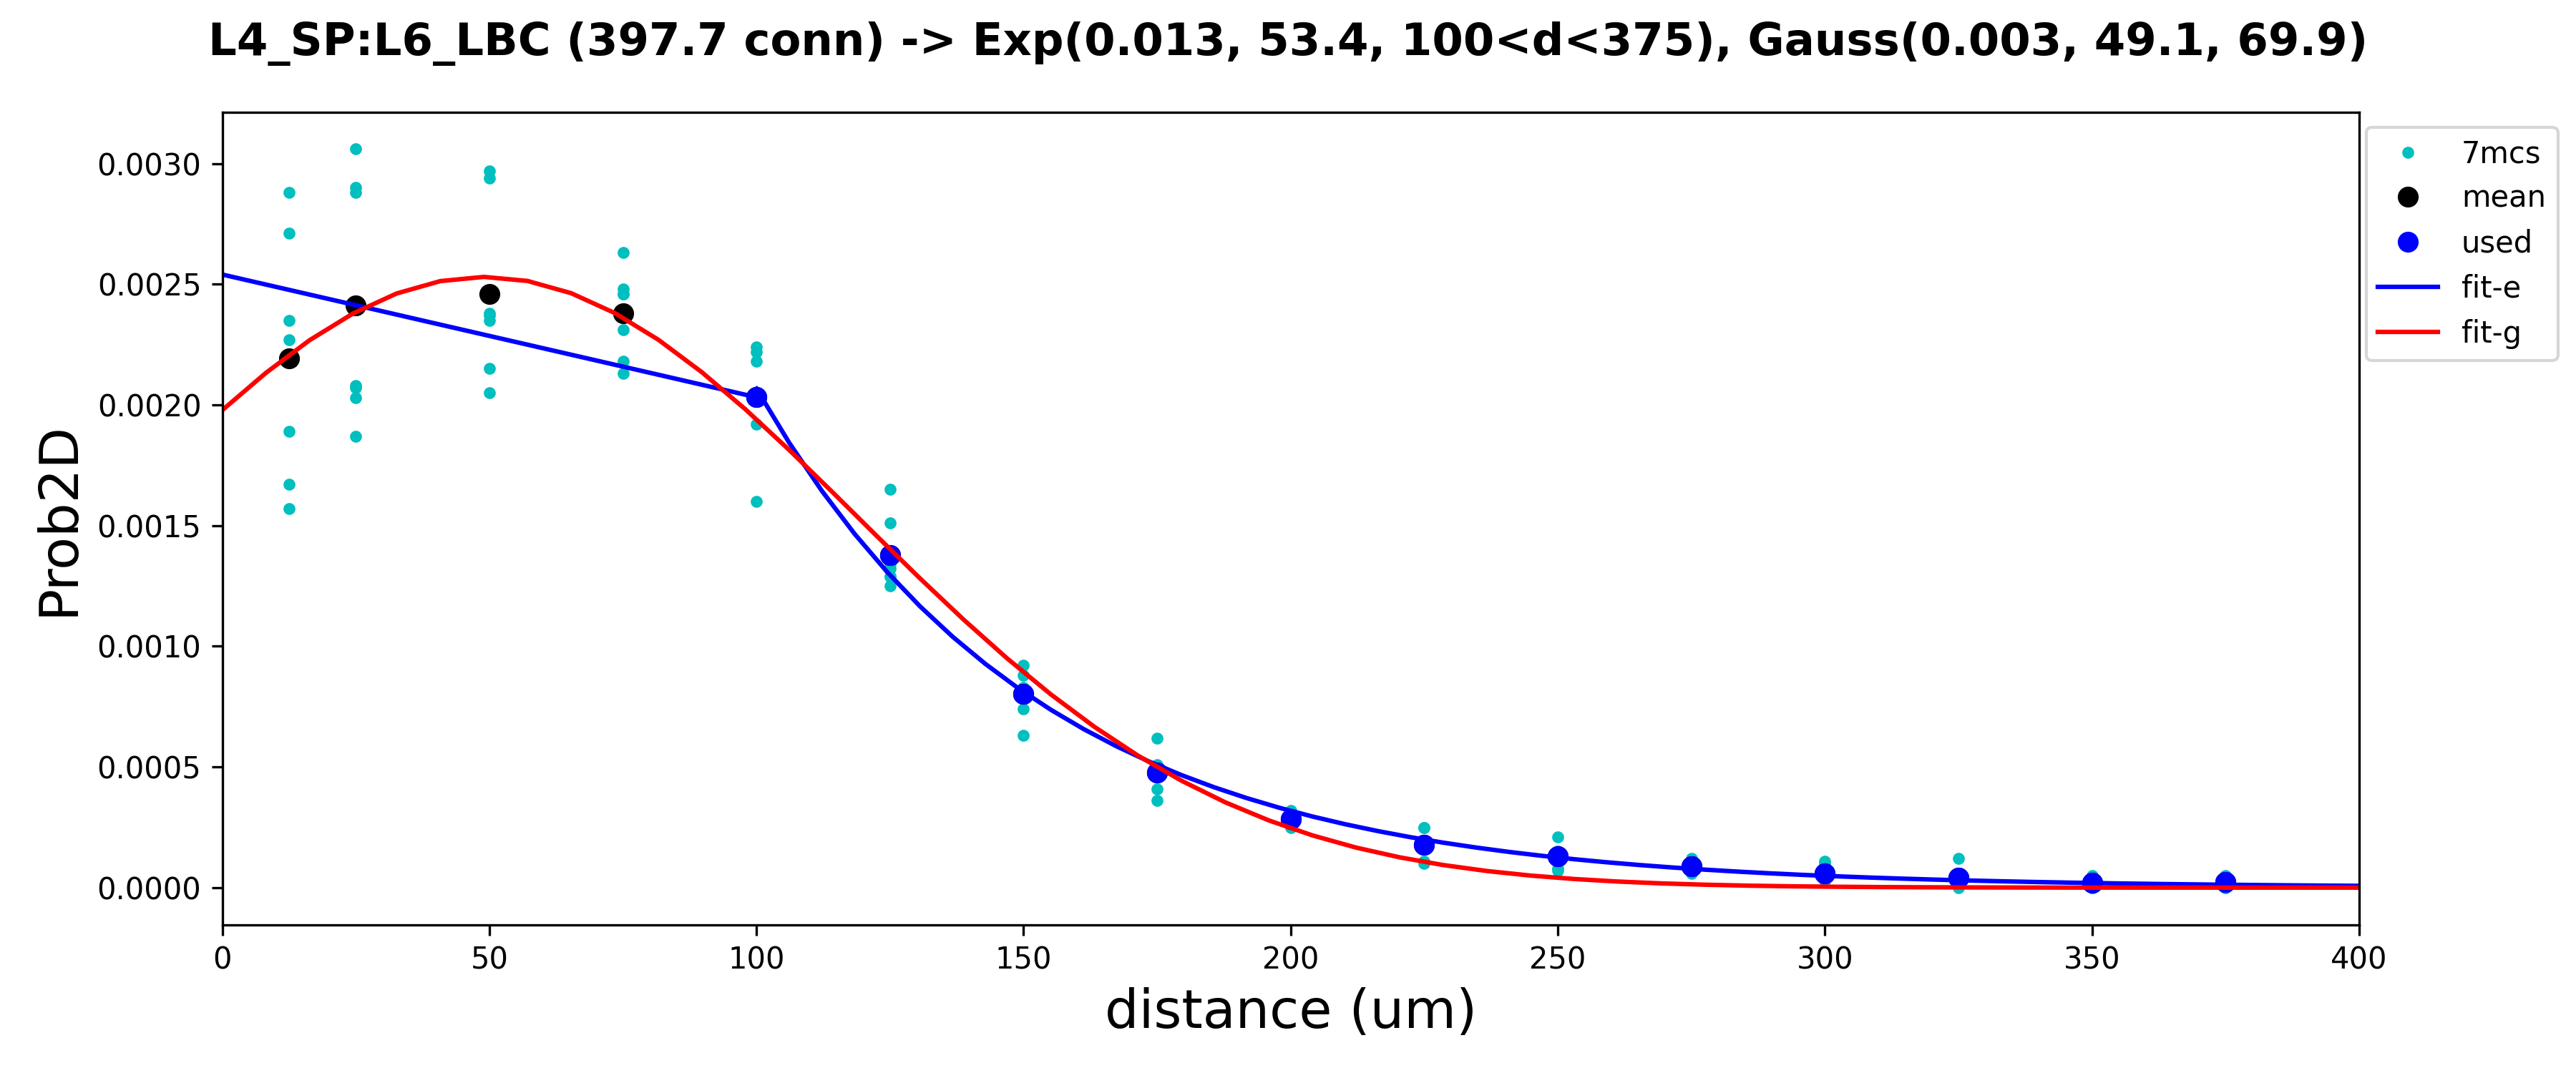 L4_SP:L6_LBC (397.7 conn) -> Exp(0.013, 53.4, 100<d<375), Gauss(0.003, 49.1, 69.9)
7mcs
mean
used
fit-e
fit-g
Prob2D
0.0030
0.0025
0.0020
0.0015
0.0010
0.0005
0.0000
0 50 100 150 200 250 300 350 400
distance (um)